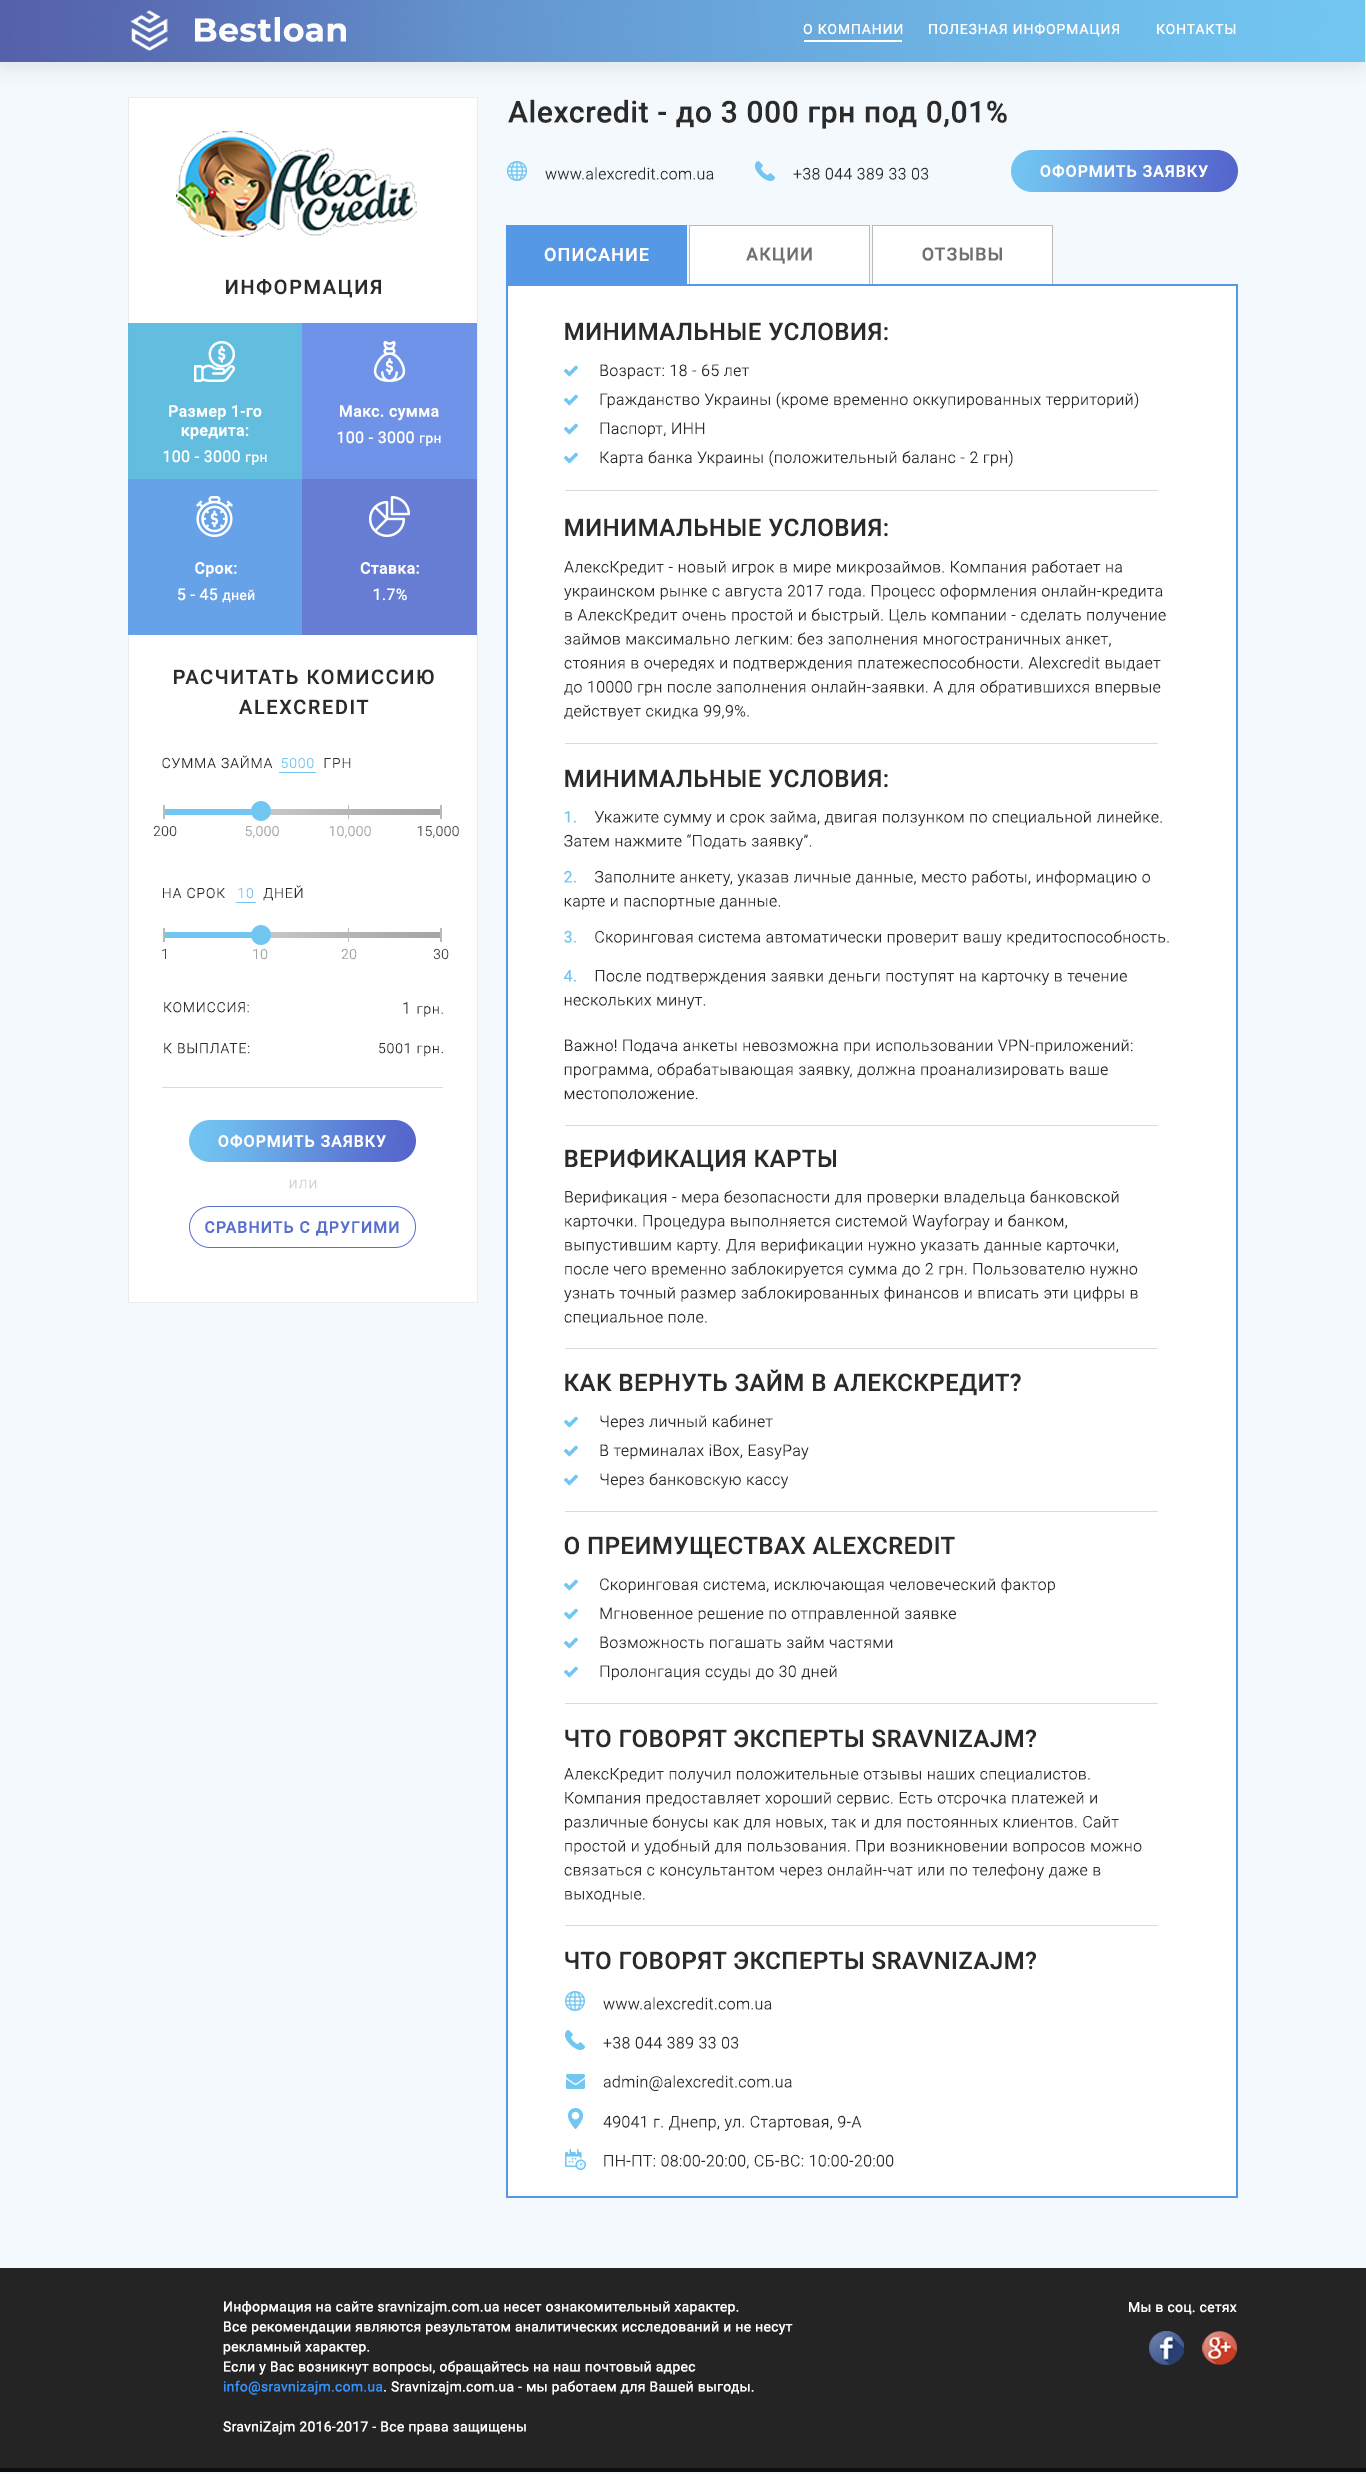 Bestloan
О КОМПАНИИ ПОЛЕЗНАЯ ИНФОРМАЦИЯ КОНТАКТЫ
Alex
Credit
ИНФОРМАЦИЯ
Размер 1-го
кредита:
100 - 3000 грн
Макс. сумма
100 - 3000 грн
Срок:
5 - 45 дней
Ставка:
1.7%
РАСЧИТАТЬ КОМИССИЮ
ALEXCREDIT
СУММА ЗАЙМА 5000 ГРН
200 5,000 10,000 15,000
НА СРОК 10 ДНЕЙ
1 10 20 30
КОМИССИЯ: 1 грн.
К ВЫПЛАТЕ: 5001 грн.
ОФОРМИТЬ ЗАЯВКУ
ИЛИ
СРАВНИТЬ С ДРУГИМИ
Alexcredit - до 3 000 грн под 0,01%
www.alexcredit.com.ua +38 044 389 33 03 ОФОРМИТЬ ЗАЯВКУ
ОПИСАНИЕ АКЦИИ ОТЗЫВЫ
МИНИМАЛЬНЫЕ УСЛОВИЯ:
Возраст: 18 - 65 лет
Гражданство Украины (кроме временно оккупированных территорий)
Паспорт, ИНН
Карта банка Украины (положительный баланс - 2 грн)
МИНИМАЛЬНЫЕ УСЛОВИЯ:
АлексКредит - новый игрок в мире микрозаймов. Компания работает на
украинском рынке с августа 2017 года. Процесс оформления онлайн-кредита
в АлексКредит очень простой и быстрый. Цель компании - сделать получение
займов максимально легким: без заполнения многостраничных анкет,
стояния в очередях и подтверждения платежеспособности. Alexcredit выдает
до 10000 грн после заполнения онлайн-заявки. А для обратившихся впервые
действует скидка 99,9%.
МИНИМАЛЬНЫЕ УСЛОВИЯ:
1. Укажите сумму и срок займа, двигая ползунком по специальной линейке.
Затем нажмите “Подать заявку”.
2. Заполните анкету, указав личные данные, место работы, информацию о
карте и паспортные данные.
3. Скоринговая система автоматически проверит вашу кредитоспособность.
4. После подтверждения заявки деньги поступят на карточку в течение
нескольких минут.
Важно! Подача анкеты невозможна при использовании VPN-приложений:
программа, обрабатывающая заявку, должна проанализировать ваше
местоположение.
ВЕРИФИКАЦИЯ КАРТЫ
Верификация - мера безопасности для проверки владельца банковской
карточки. Процедура выполняется системой Wayforpay и банком,
выпустившим карту. Для верификации нужно указать данные карточки,
после чего временно заблокируется сумма до 2 грн. Пользователю нужно
узнать точный размер заблокированных финансов и вписать эти цифры в
специальное поле.
КАК ВЕРНУТЬ ЗАЙМ В АЛЕКСКРЕДИТ?
Через личный кабинет
В терминалах iBox, EasyPay
Через банковскую кассу
О ПРЕИМУЩЕСТВАХ ALEXCREDIT
Скоринговая система, исключающая человеческий фактор
Мгновенное решение по отправленной заявке
Возможность погашать займ частями
Пролонгация ссуды до 30 дней
ЧТО ГОВОРЯТ ЭКСПЕРТЫ SRAVNIZAJM?
АлексКредит получил положительные отзывы наших специалистов.
Компания предоставляет хороший сервис. Есть отсрочка платежей и
различные бонусы как для новых, так и для постоянных клиентов. Сайт
простой и удобный для пользования. При возникновении вопросов можно
связаться с консультантом через онлайн-чат или по телефону даже в
выходные.
ЧТО ГОВОРЯТ ЭКСПЕРТЫ SRAVNIZAJM?
www.alexcredit.com.ua
+38 044 389 33 03
admin@alexcredit.com.ua
49041 г. Днепр, ул. Стартовая, 9-А
ПН-ПТ: 08:00-20:00, СБ-ВС: 10:00-20:00
Информация на сайте sravnizajm.com.ua несет ознакомительный характер.
Все рекомендации являются результатом аналитических исследований и не несут
рекламный характер.
Если у Вас возникнут вопросы, обращайтесь на наш почтовый адрес
info@sravnizajm.com.ua. Sravnizajm.com.ua - мы работаем для Вашей выгоды.
SravniZajm 2016-2017 - Все права защищены
Мы в соц. сетях
f g+